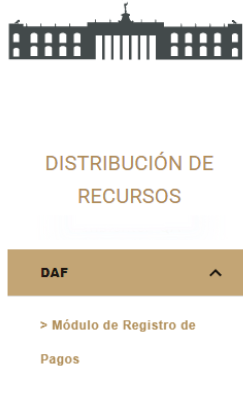 DISTRIBUCIÓN DE
RECURSOS
DAF
> Módulo de Registro de
Pagos